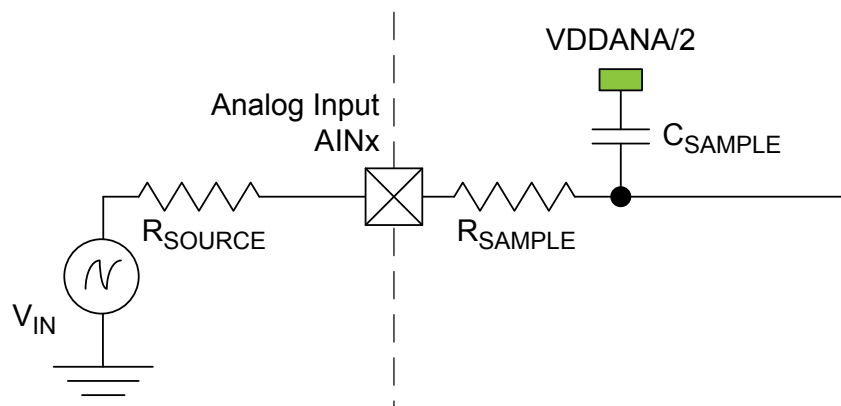 VDDANA/2
Analog Input
AINx
CSAMPLE
RSOURCE
RSAMPLE
VIN